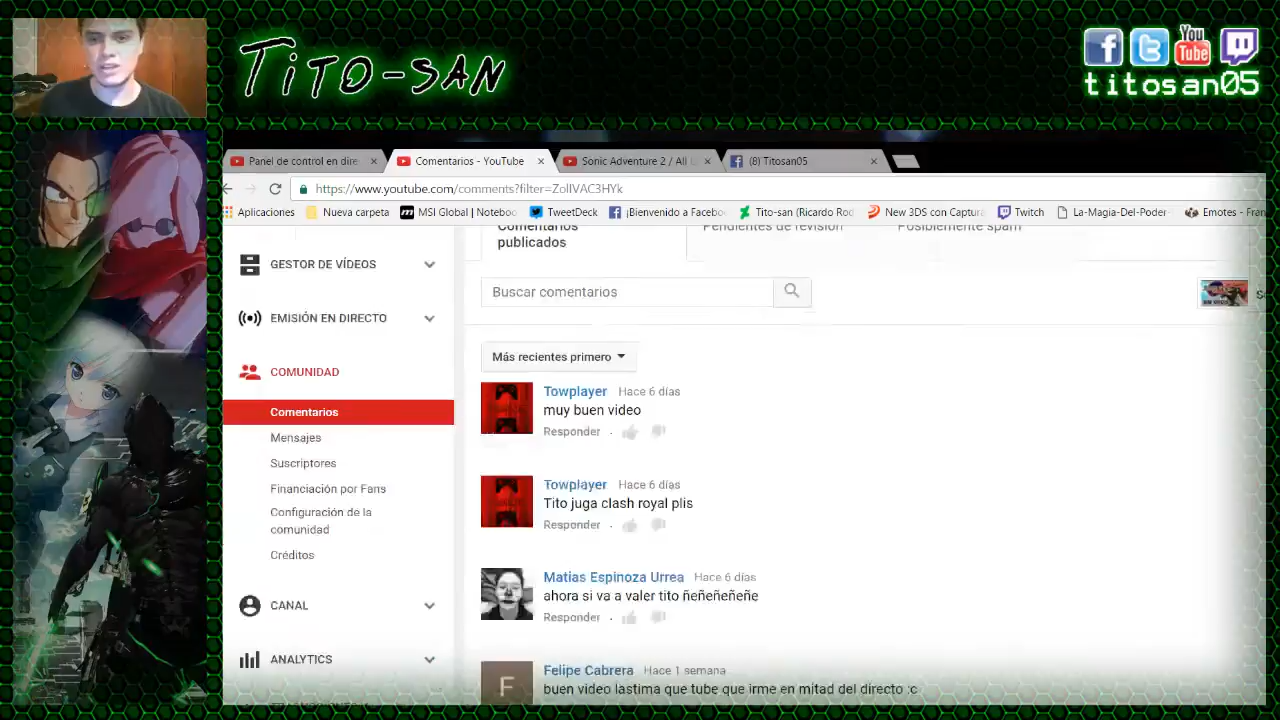 Tito-san
You
Tube
titosan05
Panel de control en dire
Comentarios - YouTube
Sonic Adventure 2 / All
(8) Titosan05
https://www.youtube.com/comments?filter=ZolIVAC3HYk
Aplicaciones
Nueva carpeta
MSI Global | Noteboo
TweetDeck
¡Bienvenido a Facebo
Tito-san (Ricardo Rod
New 3DS con Captura
Twitch
La-Magia-Del-Poder
Emotes - Fran
Comentarios
publicados
Pendientes de revisión
Posiblemente spam
Buscar comentarios
GESTOR DE VÍDEOS
EMISIÓN EN DIRECTO
COMUNIDAD
Comentarios
Mensajes
Suscriptores
Financiación por Fans
Configuración de la
comunidad
Créditos
CANAL
ANALYTICS
Más recientes primero
Towplayer Hace 6 días
muy buen video
Responder
Towplayer Hace 6 días
Tito juga clash royal plis
Responder
Matias Espinoza Urrea Hace 6 días
ahora si va a valer tito ñeñeñeñeñe
Responder
F
Felipe Cabrera Hace 1 semana
buen video lastima que tube que irme en mitad del directo :c